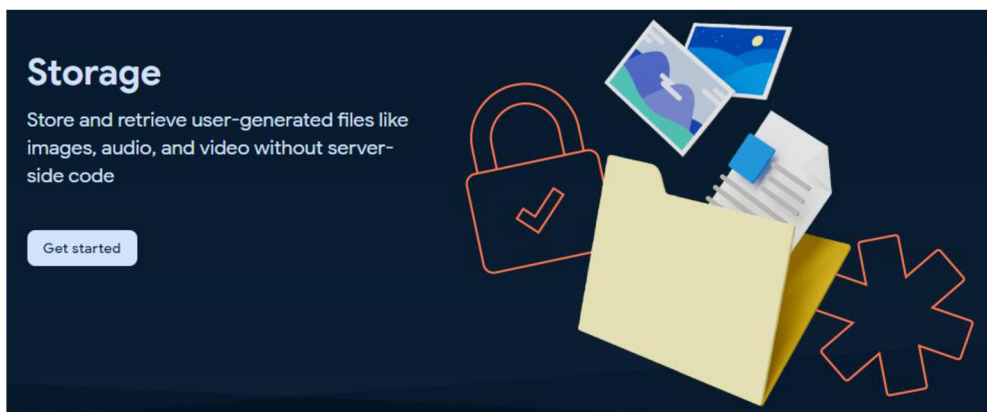 Storage
Store and retrieve user-generated files like
images, audio, and video without server-
side code
Get started